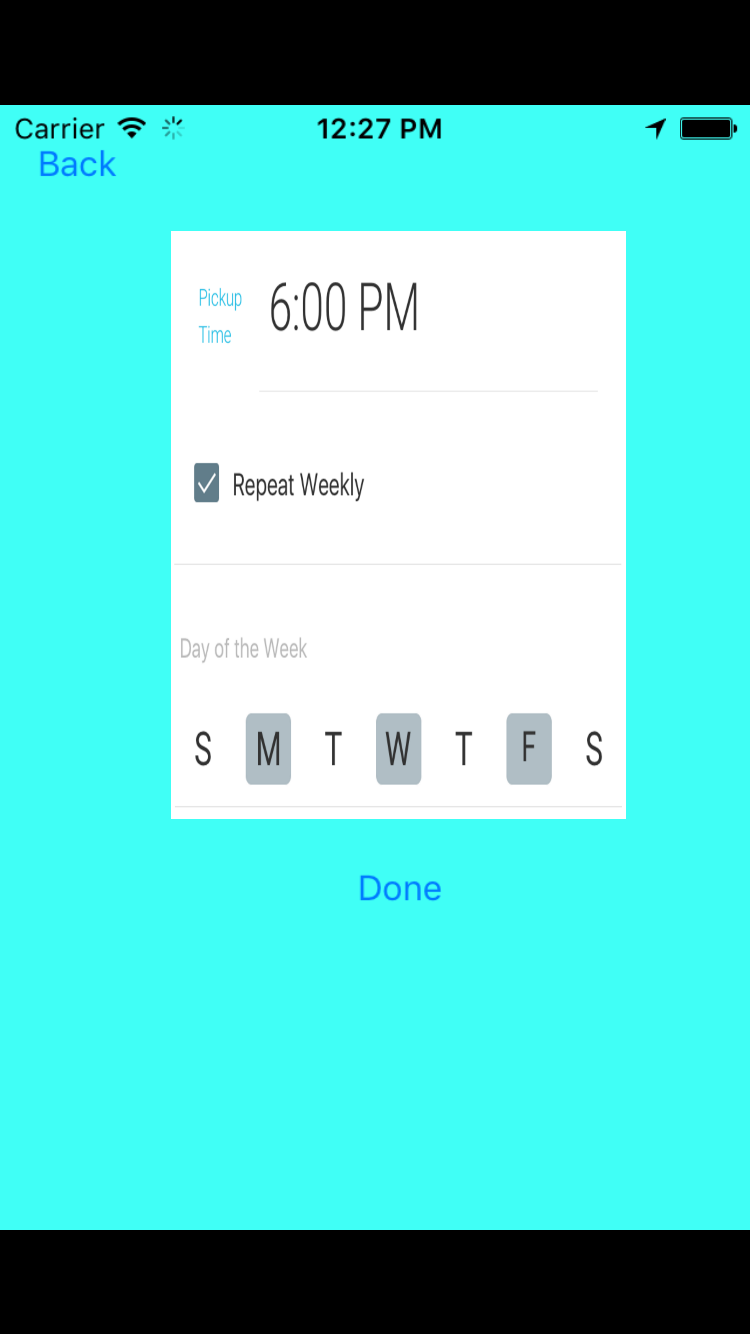 Carrier 12:27 PM
Back
Pickup
Time
6:00 PM
Repeat Weekly
Day of the Week
S M T W T F S
Done